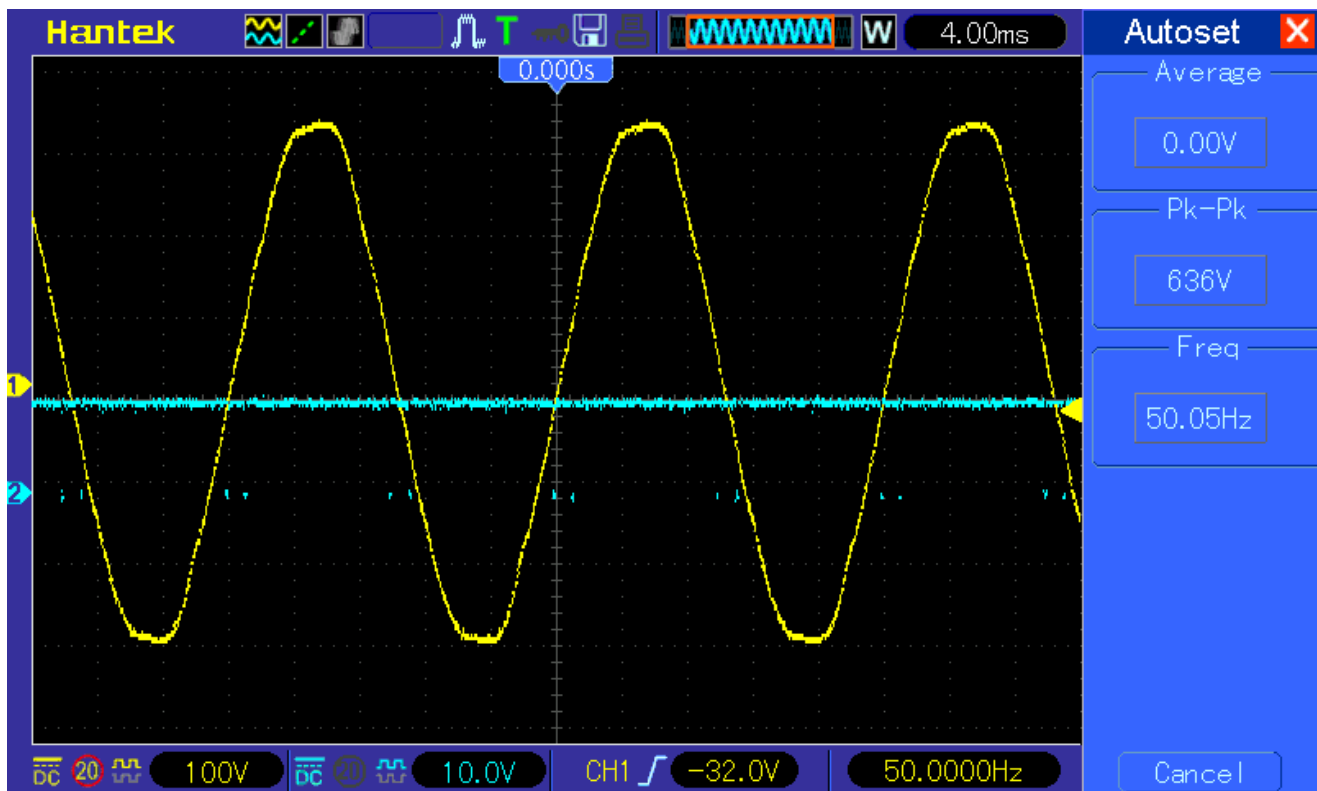 Hantek T W 4.00ms Autoset
0.000s
Average
0.00V
Pk-Pk
636V
Freq
50.05Hz
1
2
DC 20 100V DC 20 10.0V CH1 -32.0V 50.0000Hz Cancel